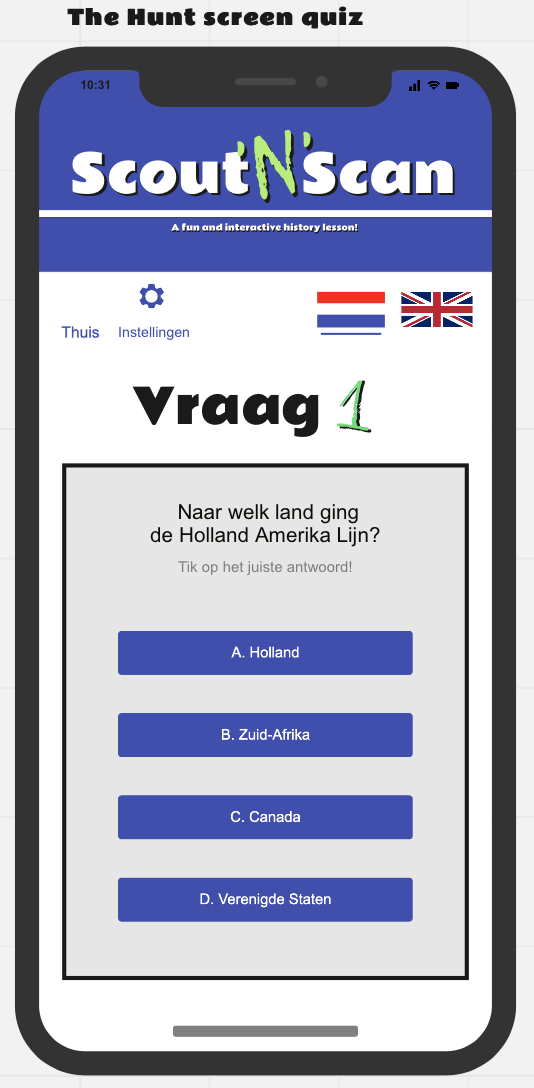 The Hunt screen quiz
10:31
Scout'N'Scan
A fun and interactive history lesson!
Thuis
Instellingen
Vraag 1
Naar welk land ging
de Holland Amerika Lijn?
Tik op het juiste antwoord!
A. Holland
B. Zuid-Afrika
C. Canada
D. Verenigde Staten